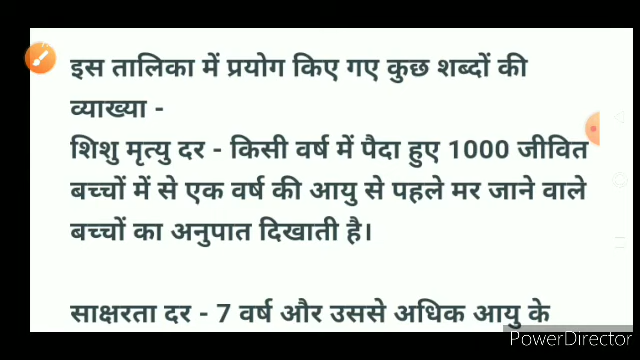 इस तालिका में प्रयोग किए गए कुछ शब्दों की
व्याख्या -
शिशु मृत्यु दर - किसी वर्ष में पैदा हुए 1000 जीवित
बच्चों में से एक वर्ष की आयु से पहले मर जाने वाले
बच्चों का अनुपात दिखाती है।
साक्षरता दर - 7 वर्ष और उससे अधिक आयु के
PowerDirector